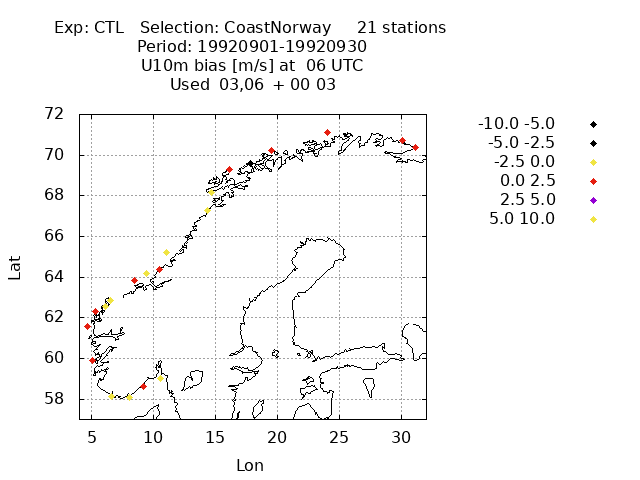 Exp: CTL   Selection: CoastNorway     21 stations
Period: 19920901-19920930
U10m bias [m/s] at  06 UTC
Used  03,06  + 00 03
-10.0 -5.0
-5.0 -2.5
-2.5 0.0
0.0 2.5
2.5 5.0
5.0 10.0
72
70
68
66
64
62
60
58
Lat
5 10 15 20 25 30
Lon